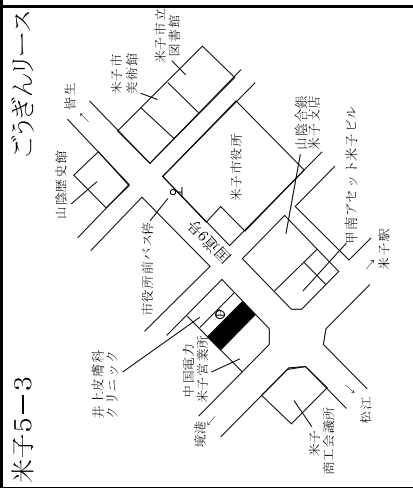 米子5－3
ごうぎんリース
皆生
米子市
美術館
米子市立
図書館
山陰歴史館
市役所前バス停
米子市役所
山陰合銀
米子支店
国道9号
甲南アセット米子ビル
米子駅
井上皮膚科
クリニック
中国電力
米子営業所
境港
松江
米子
商工会議所